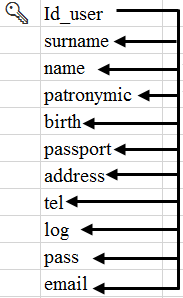 Id_user
surname
name
patronymic
birth
passport
address
tel
log
pass
email